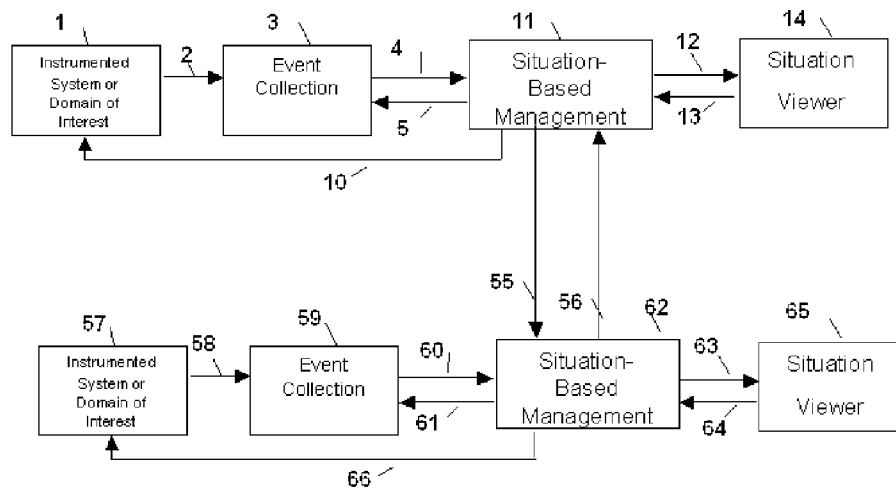 1
3
11
14
Instrumented
System or
Domain of
Interest
2
Event
Collection
4
5
Situation-
Based
Management
12
13
Situation
Viewer
10
55
56
57
59
62
65
Instrumented
System or
Domain of
Interest
58
Event
Collection
60
61
Situation-
Based
Management
63
64
Situation
Viewer
66